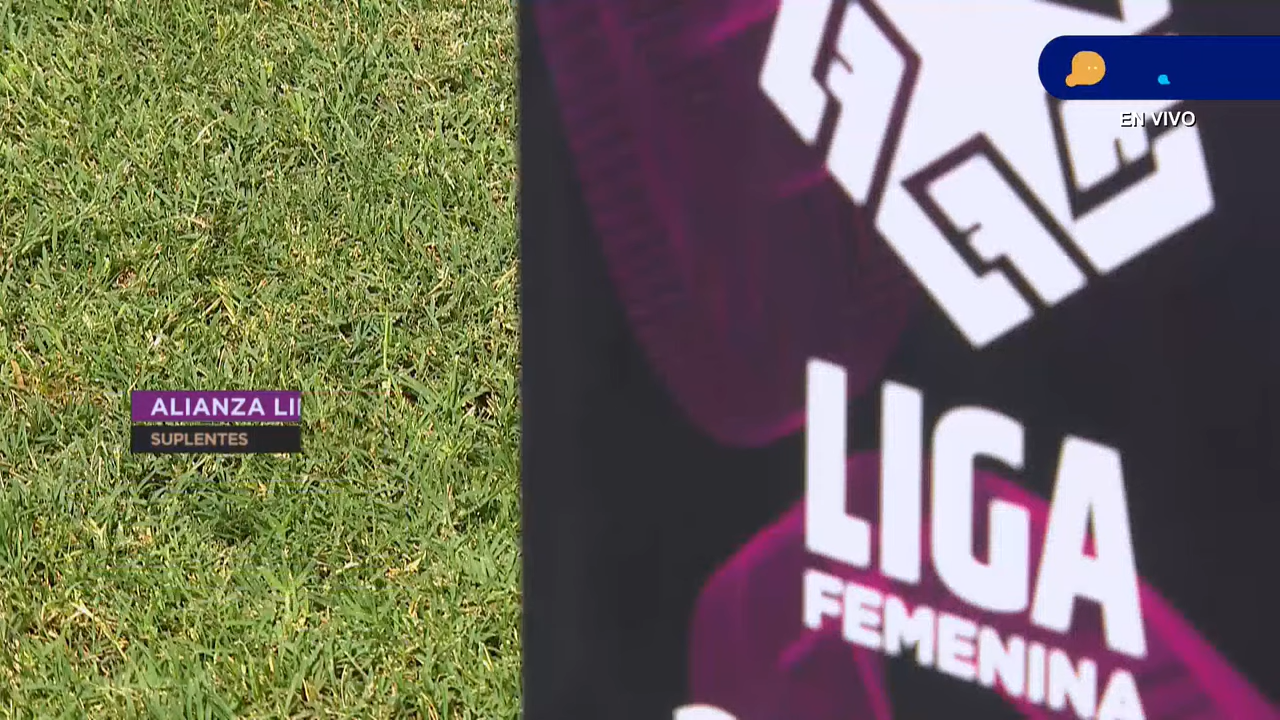 EN VIVO
ALIANZA LI
SUPLENTES
LIGA
FEMENINA